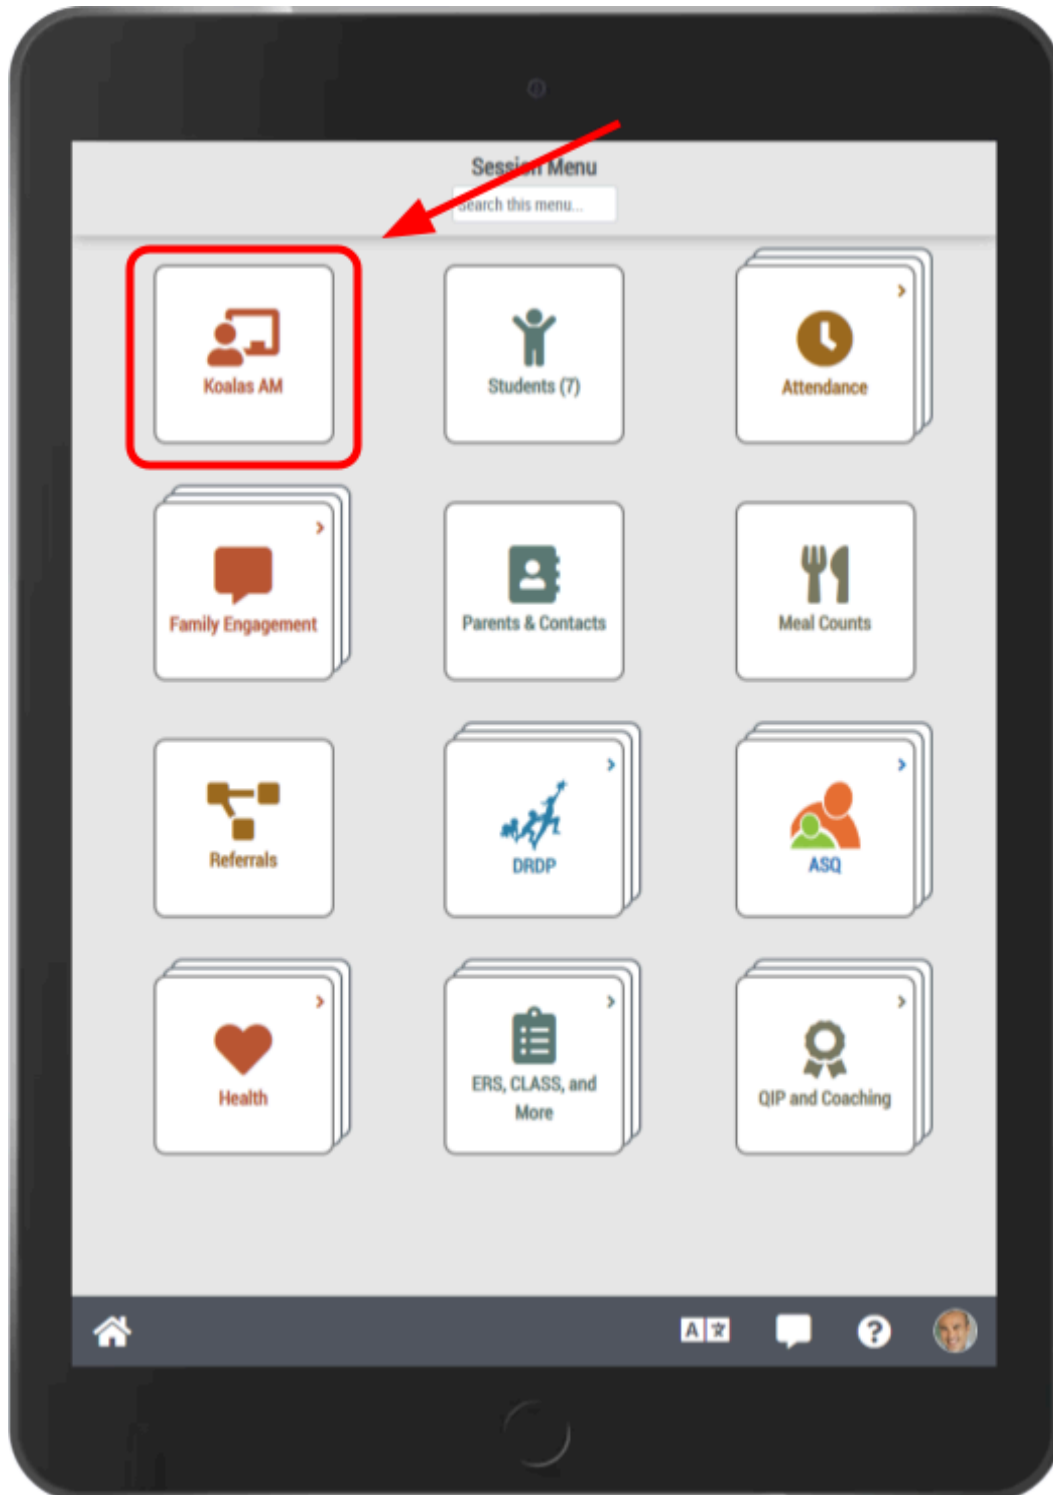 Session Menu
Search this menu...
Koalas AM
Students (7)
Attendance
Family Engagement
Parents & Contacts
Meal Counts
Referrals
DRDP
ASQ
Health
ERS, CLASS, and
More
QIP and Coaching
A 文
?